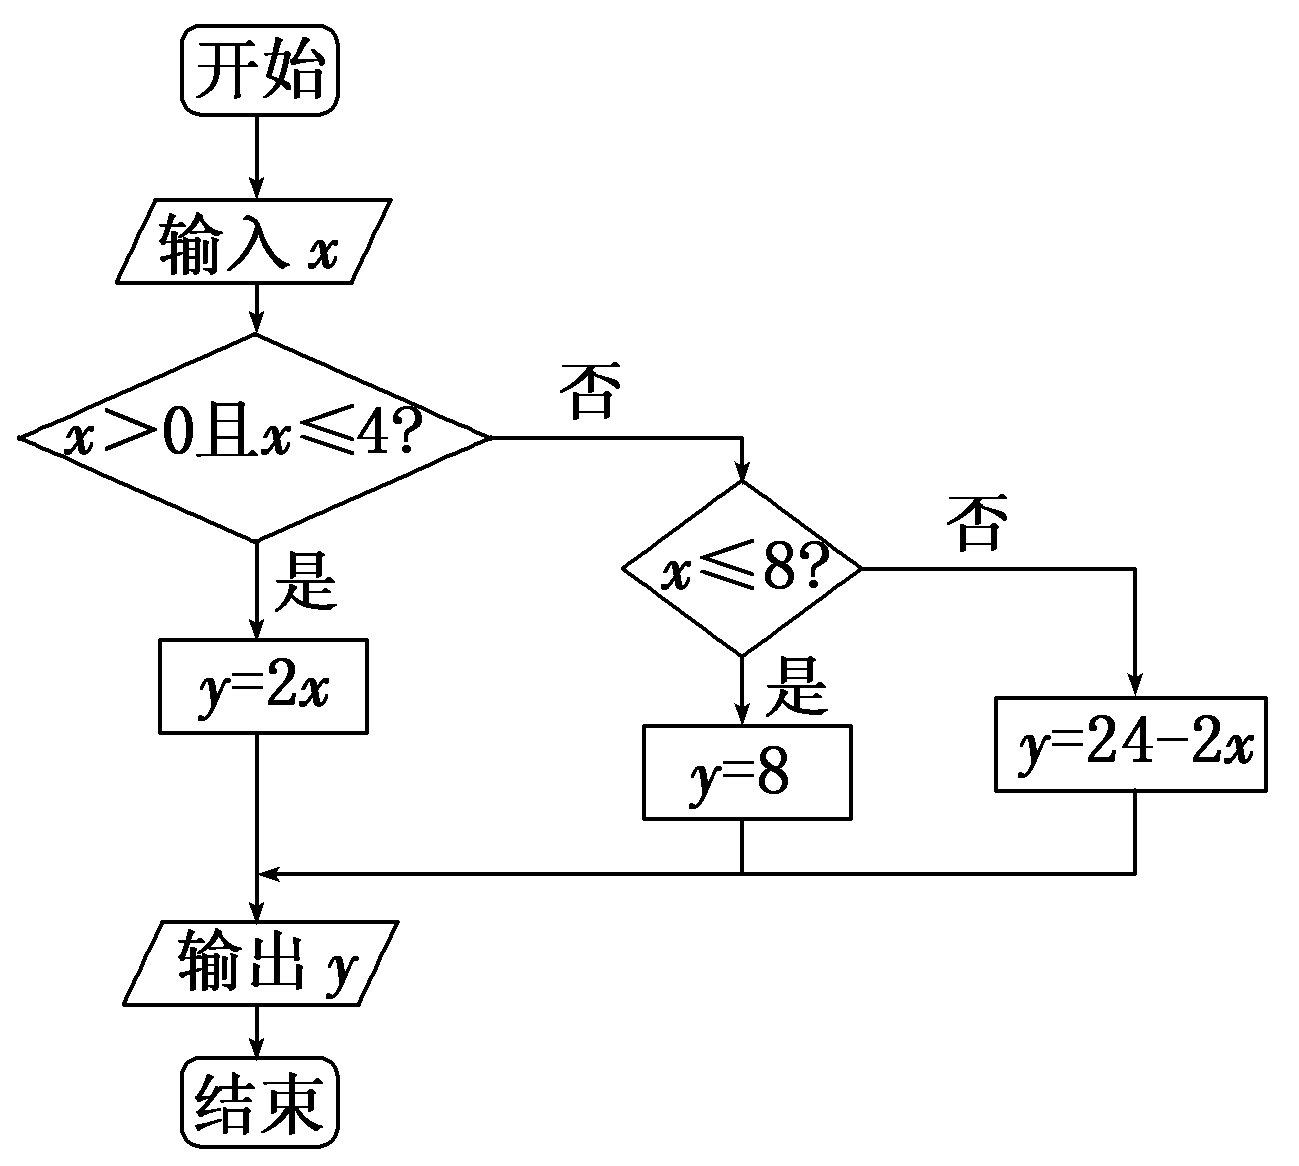 开始
输入 x
x>0且x≤4?
否
x≤8?
否
是
y=2x
是
y=8
y=24-2x
输出 y
结束